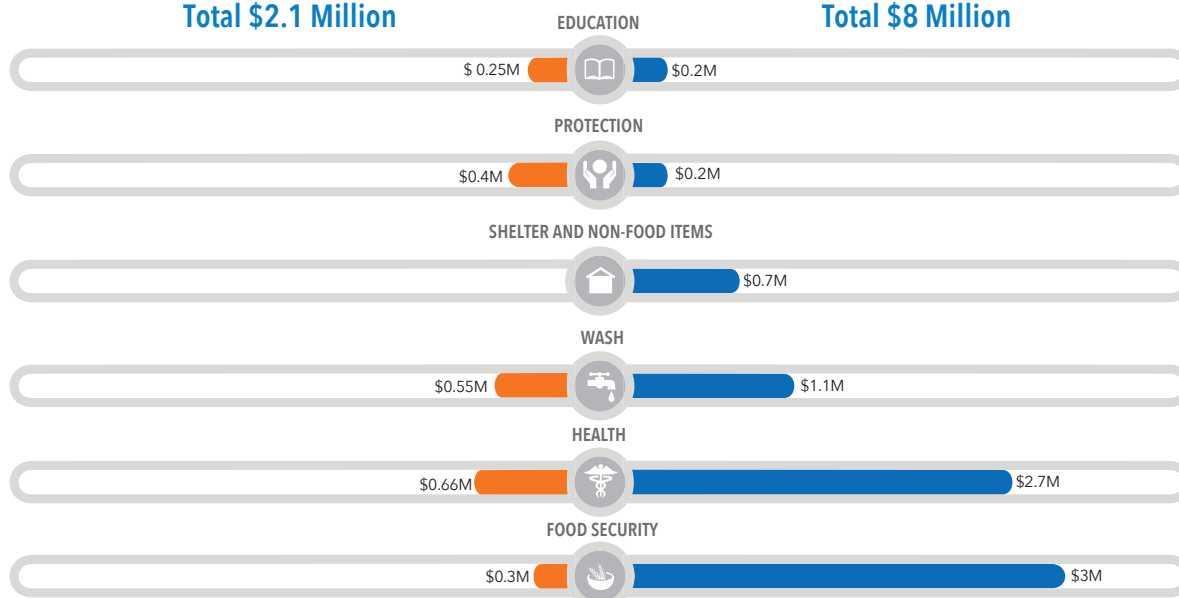 Total $2.1 Million
Total $8 Million
EDUCATION
$ 0.25M
$0.2M
PROTECTION
$0.4M
$0.2M
SHELTER AND NON-FOOD ITEMS
$0.7M
WASH
$0.55M
$1.1M
HEALTH
$0.66M
$2.7M
FOOD SECURITY
$0.3M
$3M